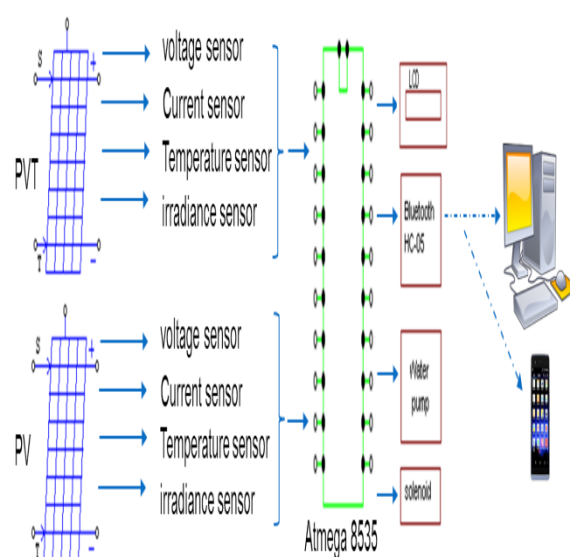 PVT
S
+
T
-
voltage sensor
Current sensor
Temperature sensor
irradiance sensor
PV
S
+
T
-
voltage sensor
Current sensor
Temperature sensor
irradiance sensor
Atmega 8535
LCD
Bluetooth
HC-05
Water
pump
solenoid